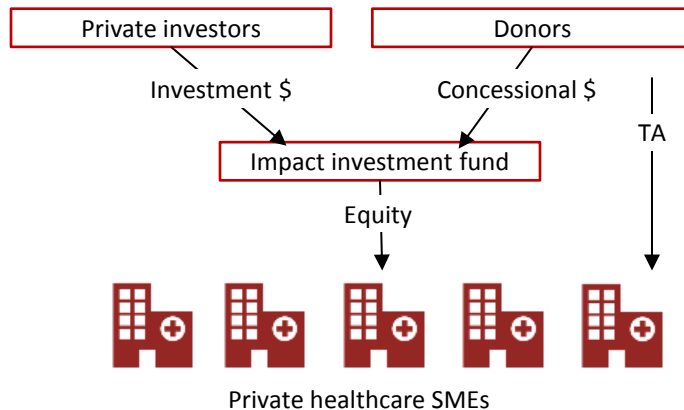 Private investors
Donors
Investment $
Concessional $
TA
Impact investment fund
Equity
Private healthcare SMEs